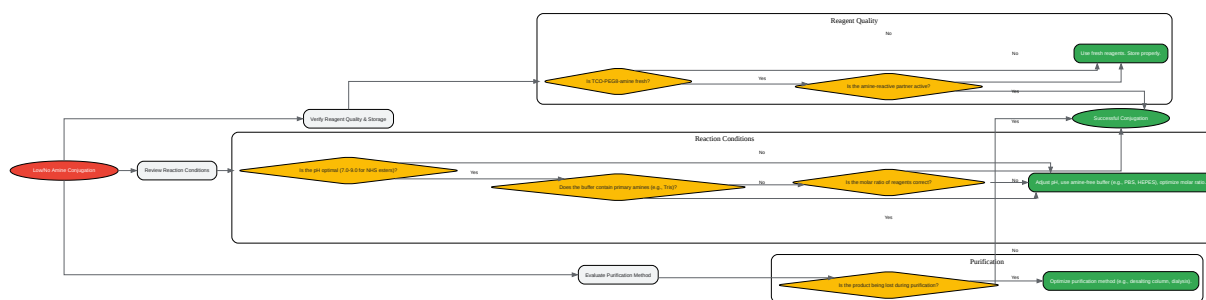 Reagent Quality
No
No
Use fresh reagents. Store properly.
Is TCO-PEG8-amine fresh?
Yes
Is the amine-reactive partner active?
Yes
Verify Reagent Quality & Storage
Successful Conjugation
Yes
Reaction Conditions
No
Low/No Amine Conjugation
Review Reaction Conditions
Is the pH optimal (7.0-9.0 for NHS esters)?
Yes
Does the buffer contain primary amines (e.g., Tris)?
No
Is the molar ratio of reagents correct?
No
Adjust pH, use amine-free buffer (e.g., PBS, HEPES), optimize molar ratio.
Yes
No
Purification
Evaluate Purification Method
Is the product being lost during purification?
Yes
Optimize purification method (e.g., desalting column, dialysis).